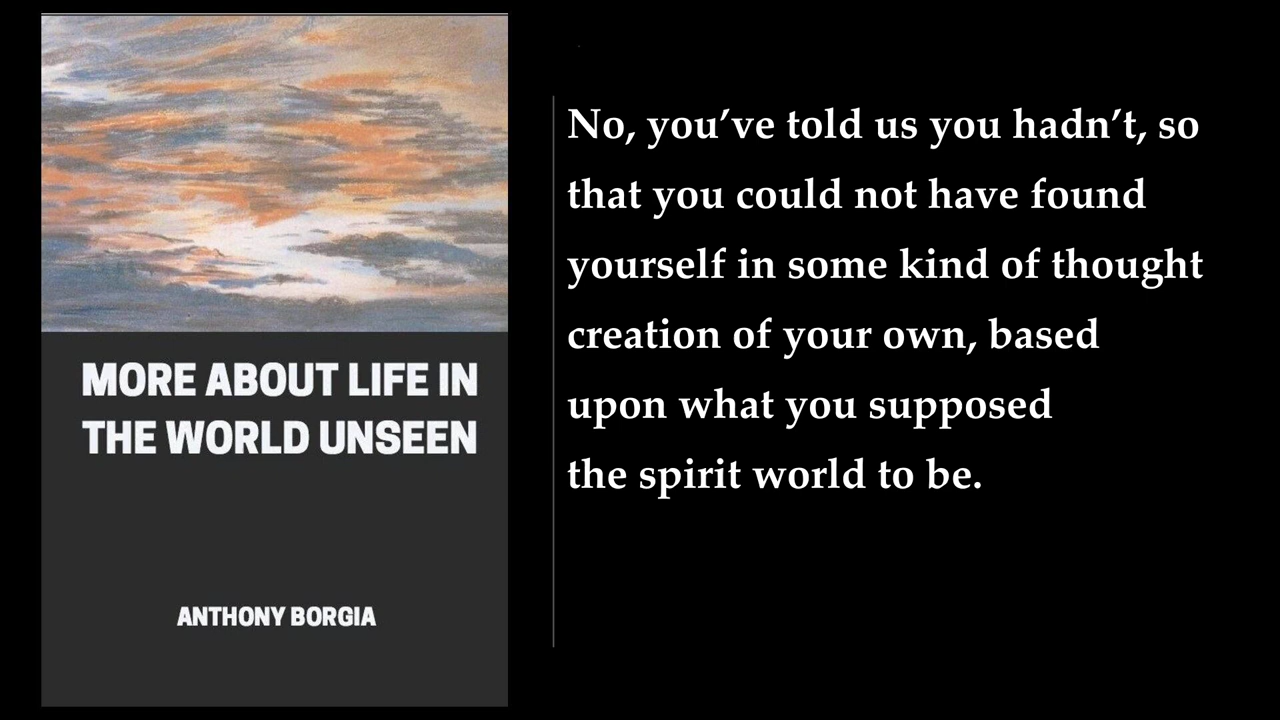 MORE ABOUT LIFE IN
THE WORLD UNSEEN
ANTHONY BORGIA
No, you’ve told us you hadn’t, so
that you could not have found
yourself in some kind of thought
creation of your own, based
upon what you supposed
the spirit world to be.